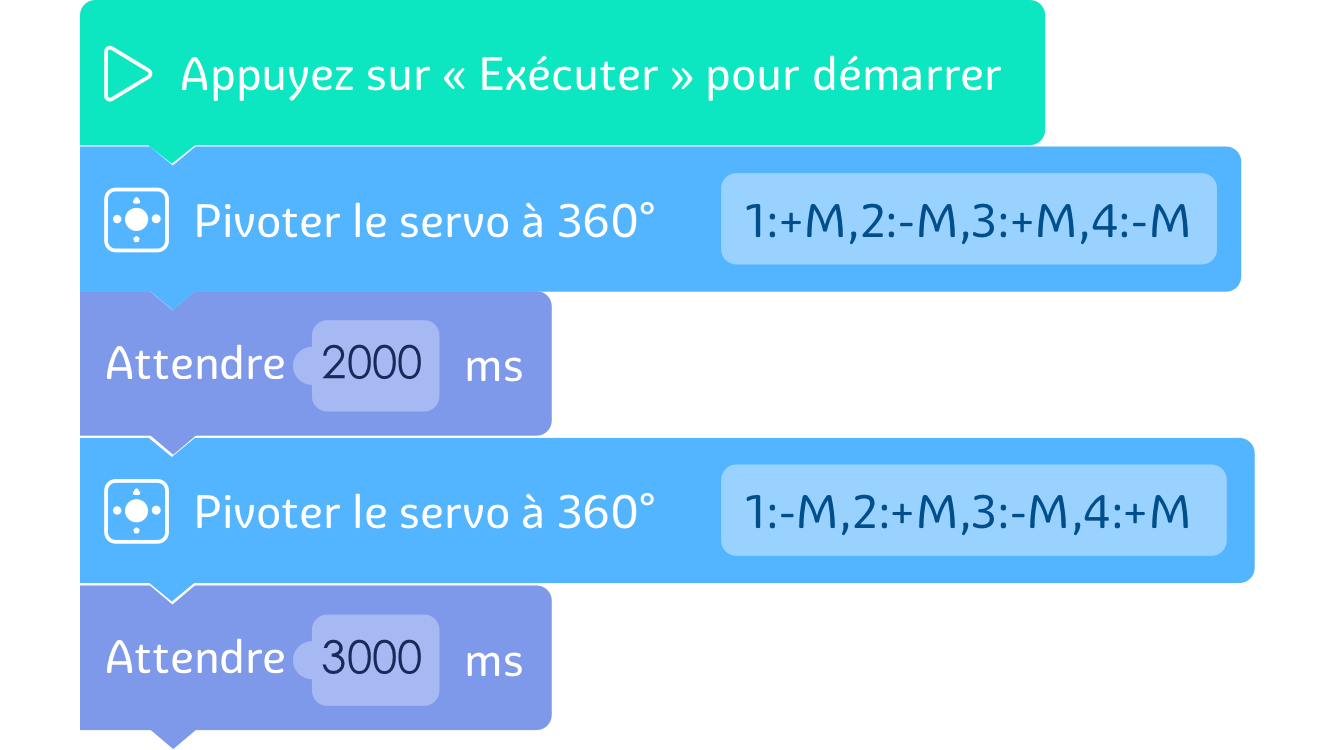 Appuyez sur « Exécuter » pour démarrer
Pivoter le servo à 360° 1:+M,2:-M,3:+M,4:-M
Attendre 2000 ms
Pivoter le servo à 360° 1:-M,2:+M,3:-M,4:+M
Attendre 3000 ms